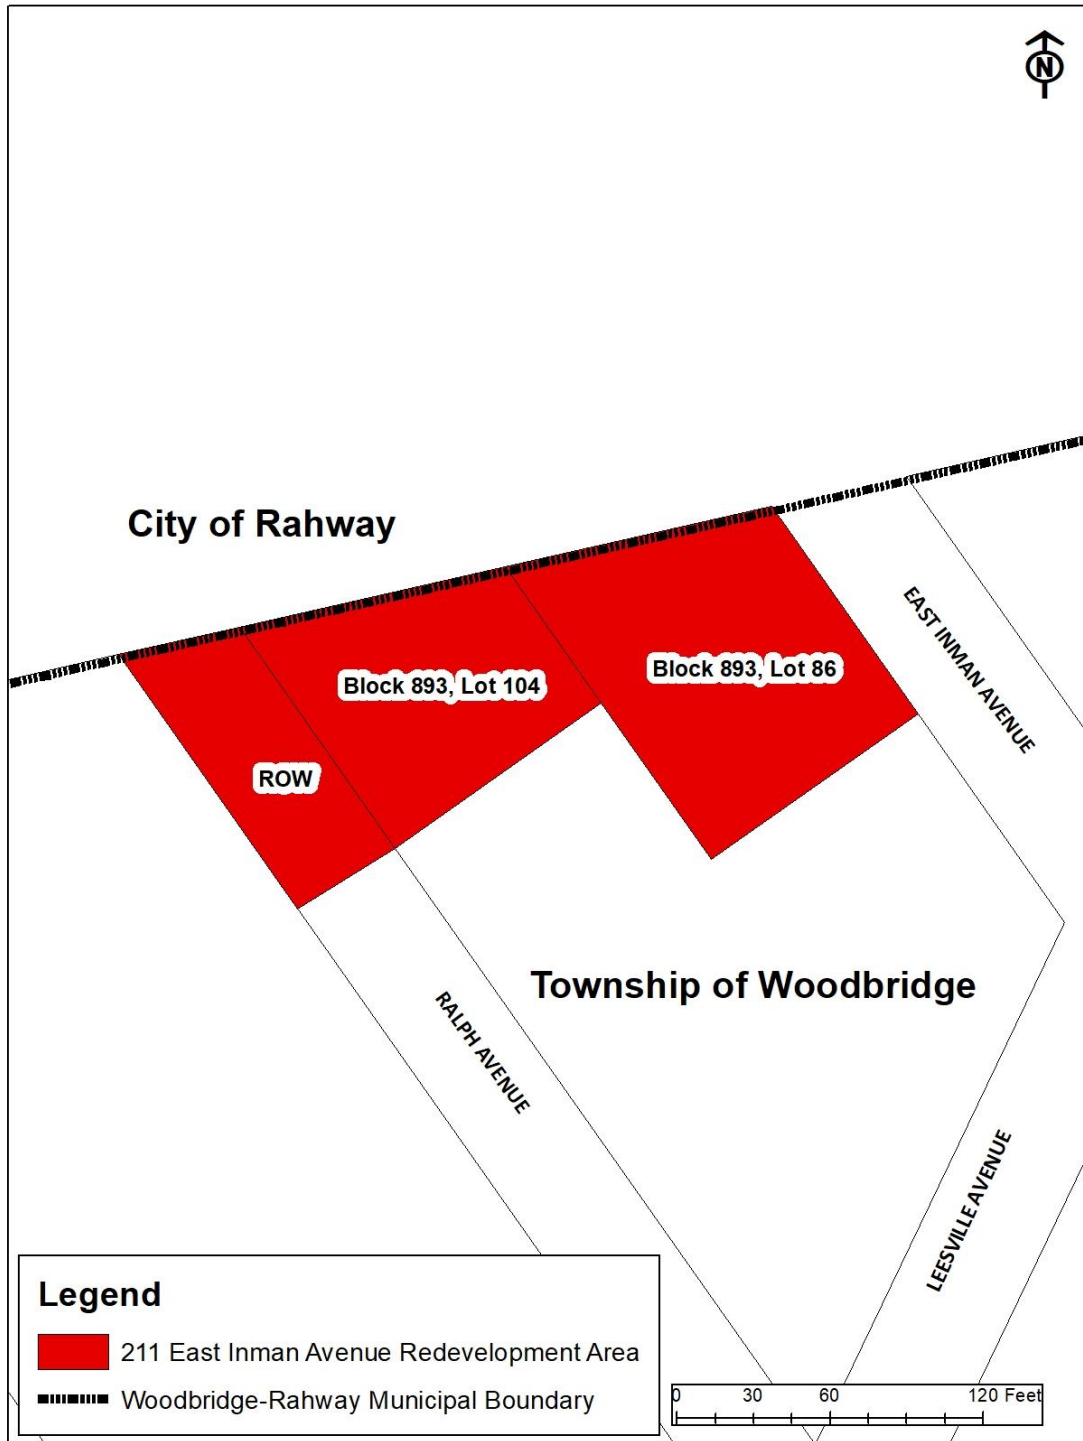 N
City of Rahway
EAST INMAN AVENUE
Block 893, Lot 86
Block 893, Lot 104
ROW
Township of Woodbridge
RALPH AVENUE
LEESVILLE AVENUE
Legend
211 East Inman Avenue Redevelopment Area
Woodbridge-Rahway Municipal Boundary
0 30 60 120 Feet